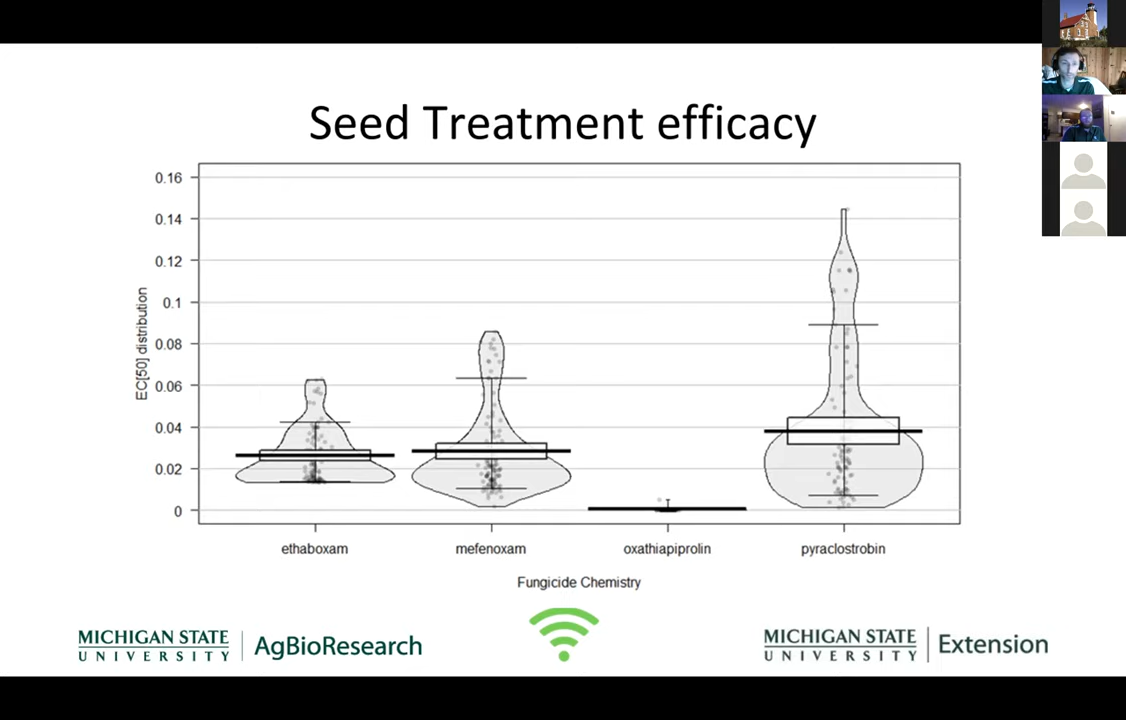 Seed Treatment efficacy
0.16
0.14
0.12
0.1
0.08
0.06
0.04
0.02
0
EC[50] distribution
ethaboxam mefenoxam oxathiapiprolin pyraclostrobin
Fungicide Chemistry
MICHIGAN STATE
UNIVERSITY
AgBioResearch
MICHIGAN STATE
UNIVERSITY
Extension